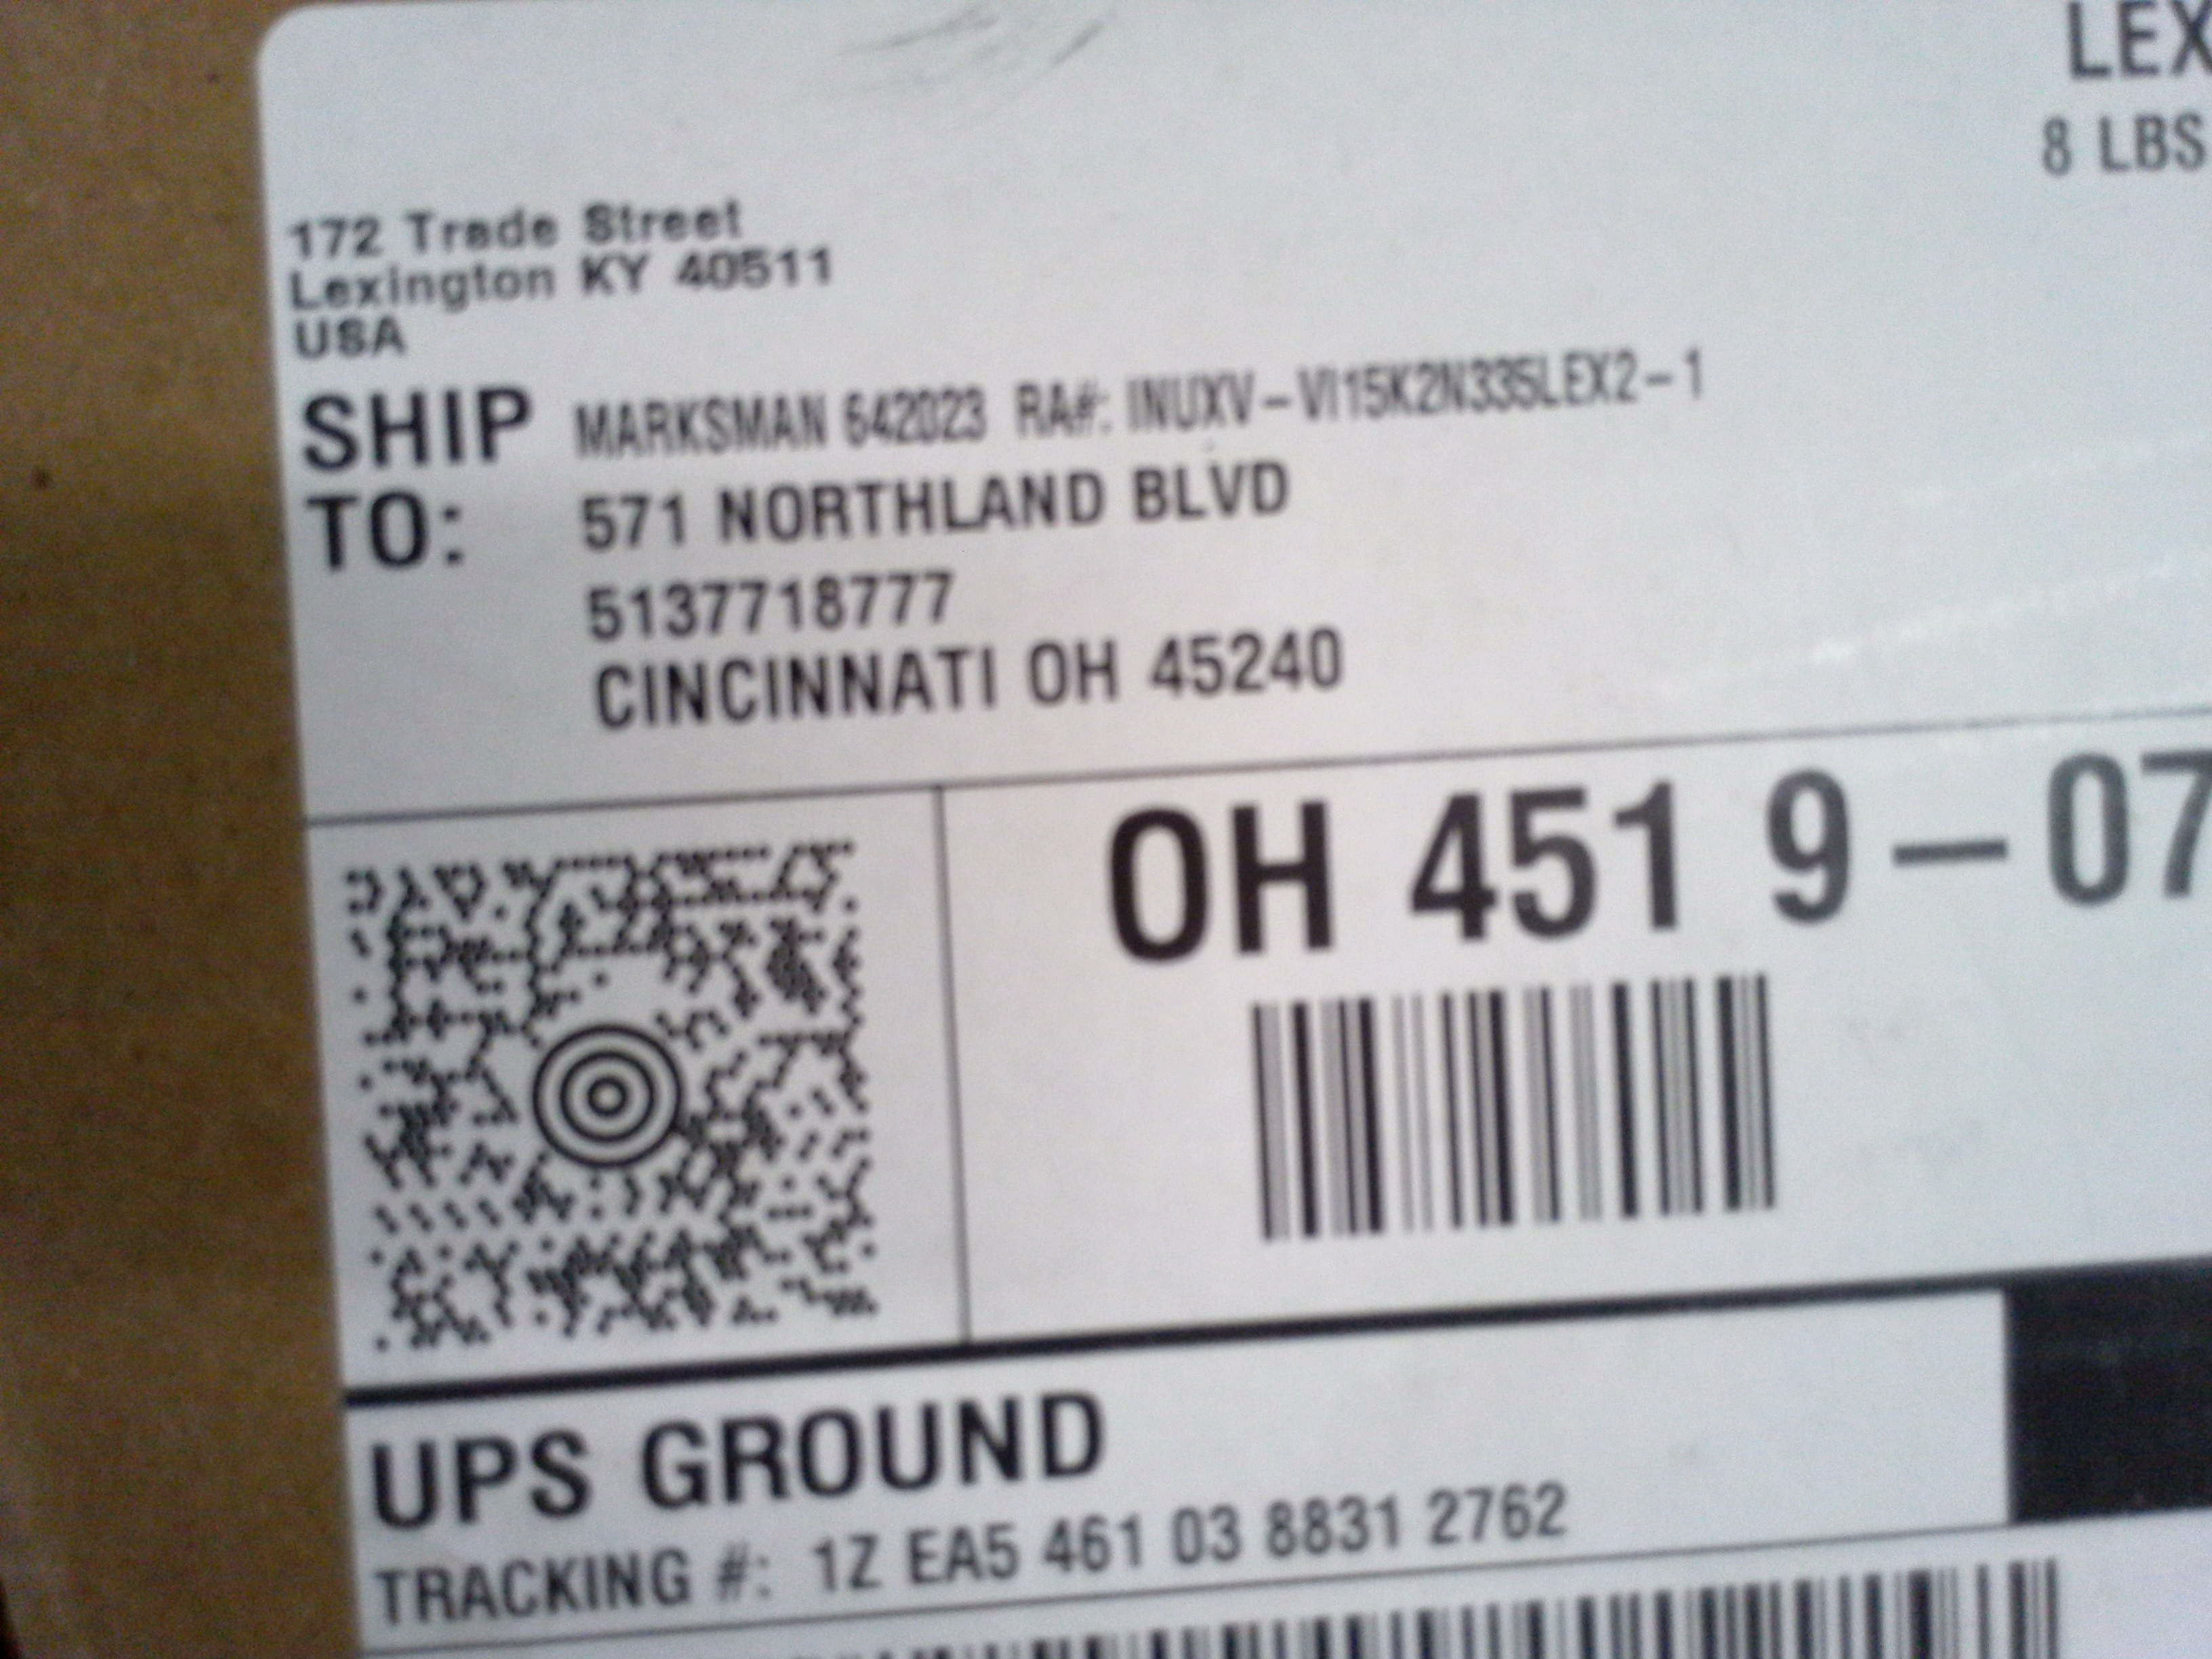 LEX
8 LBS
172 Trade Street
Lexington KY 40511
USA
SHIP TO:
MARKSMAN 642023 RA#: INUXV-VI15K2N335LEX2-1
571 NORTHLAND BLVD
5137718777
CINCINNATI OH 45240
OH 451 9-07
UPS GROUND
TRACKING #: 1Z EA5 461 03 8831 2762